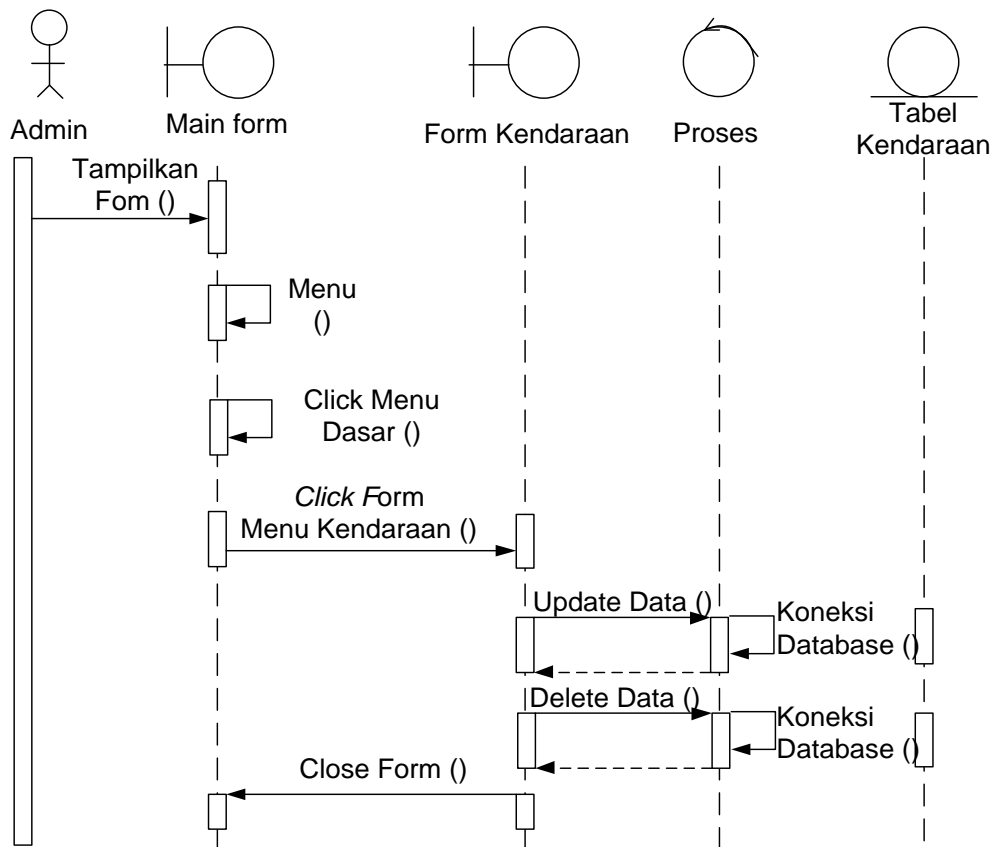 Admin
Main form
Form Kendaraan
Proses
Tabel
Kendaraan
Tampilkan
Fom ()
Menu
()
Click Menu
Dasar ()
Click Form
Menu Kendaraan ()
Update Data ()
Koneksi
Database ()
Delete Data ()
Koneksi
Database ()
Close Form ()